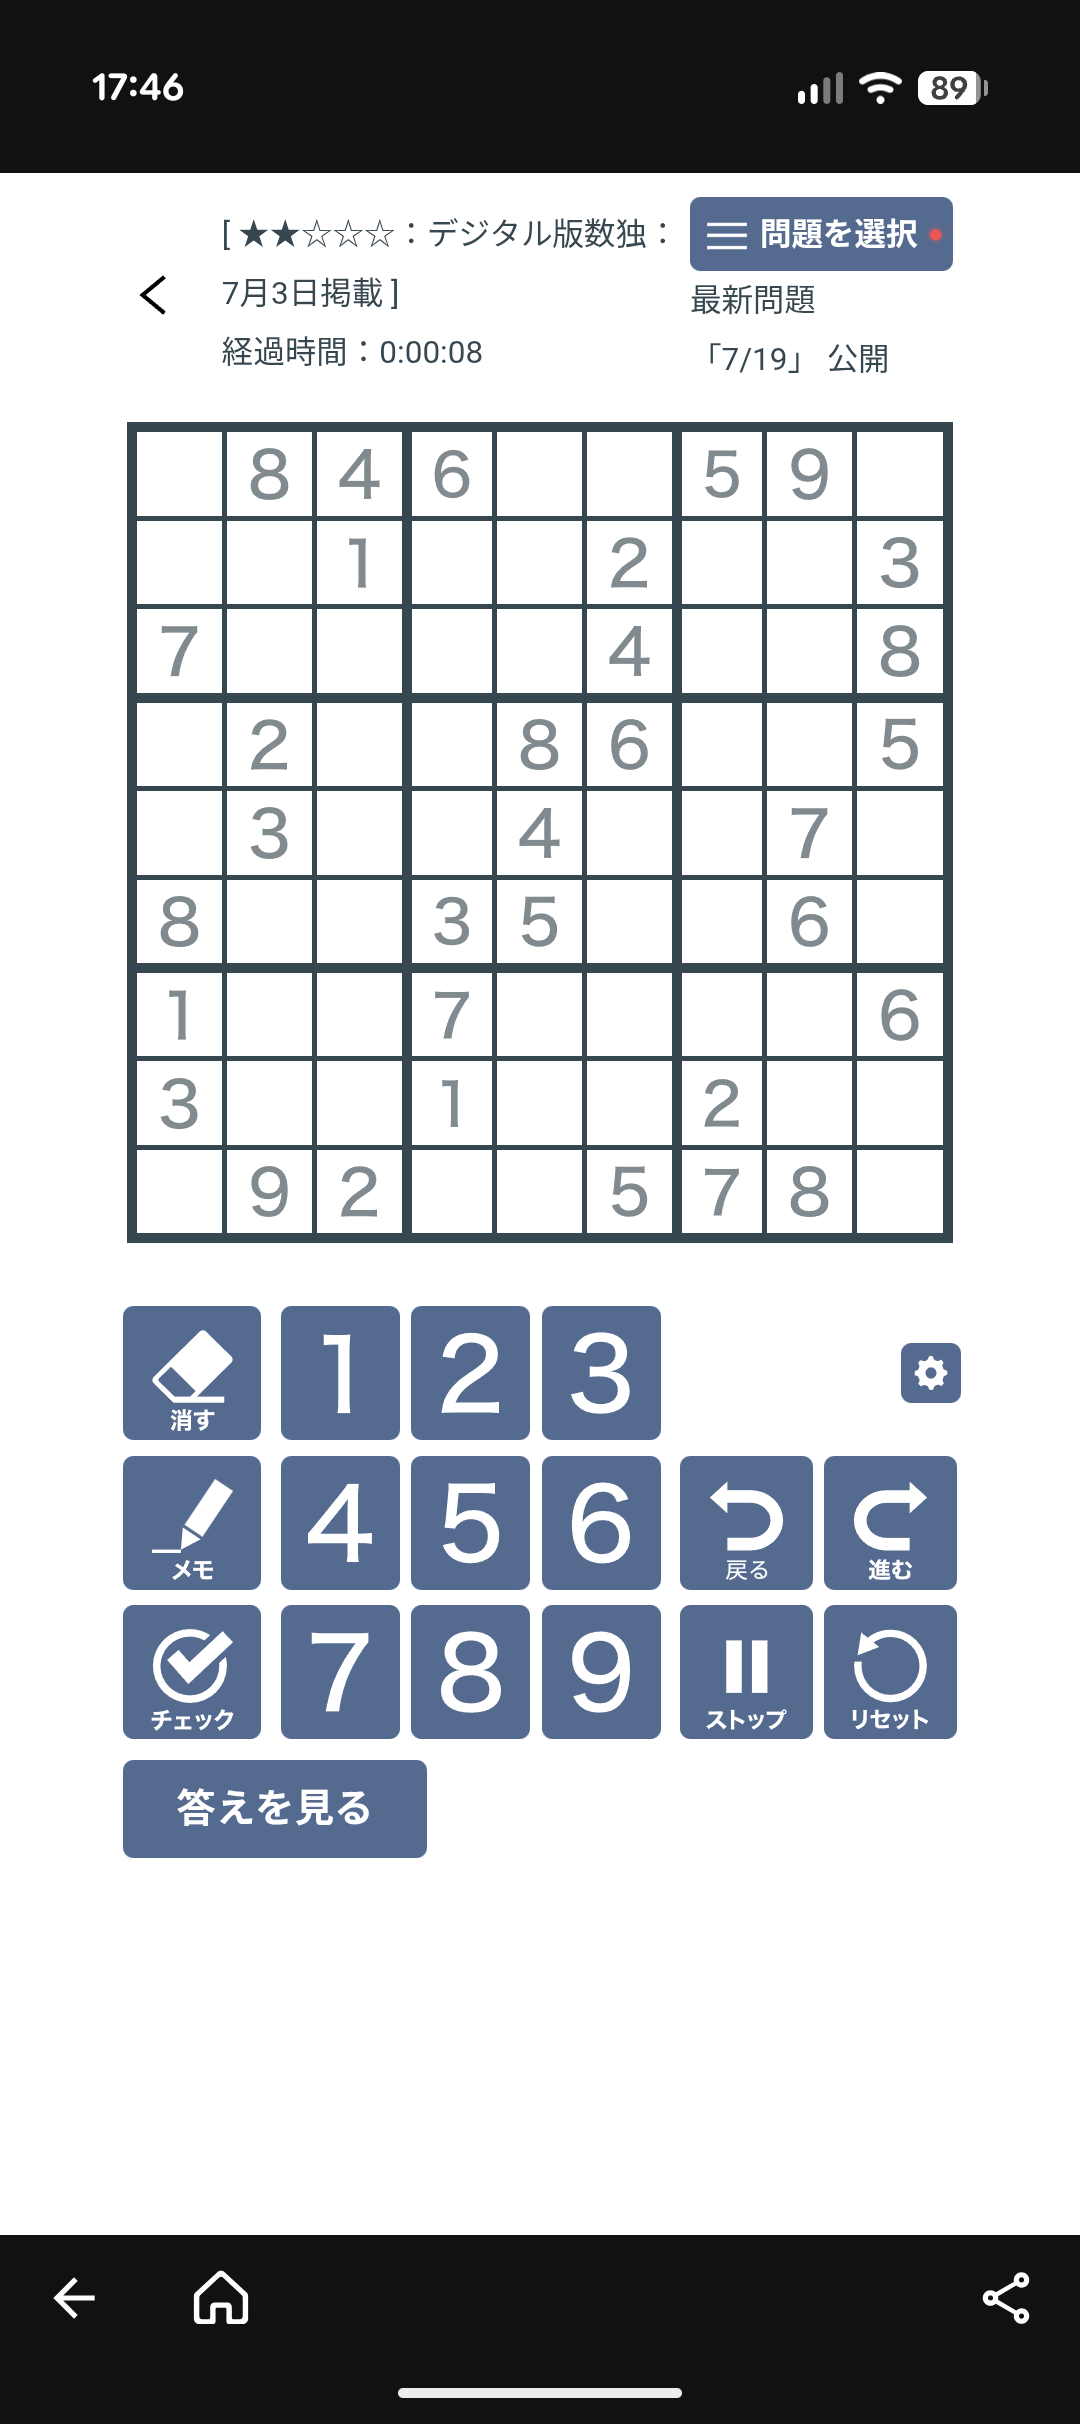 17:46
89
[ ★★☆☆☆：デジタル版数独：
7月3日掲載 ]
経過時間：0:00:08
問題を選択
最新問題
「7/19」 公開
8 4 6 5 9
1 2 3
7 4 8
2 8 6 5
3 4 7
8 3 5 6
1 7 6
3 1 2
9 2 5 7 8
消す
1 2 3
メモ
4 5 6
戻る
進む
チェック
7 8 9
ストップ
リセット
答えを見る